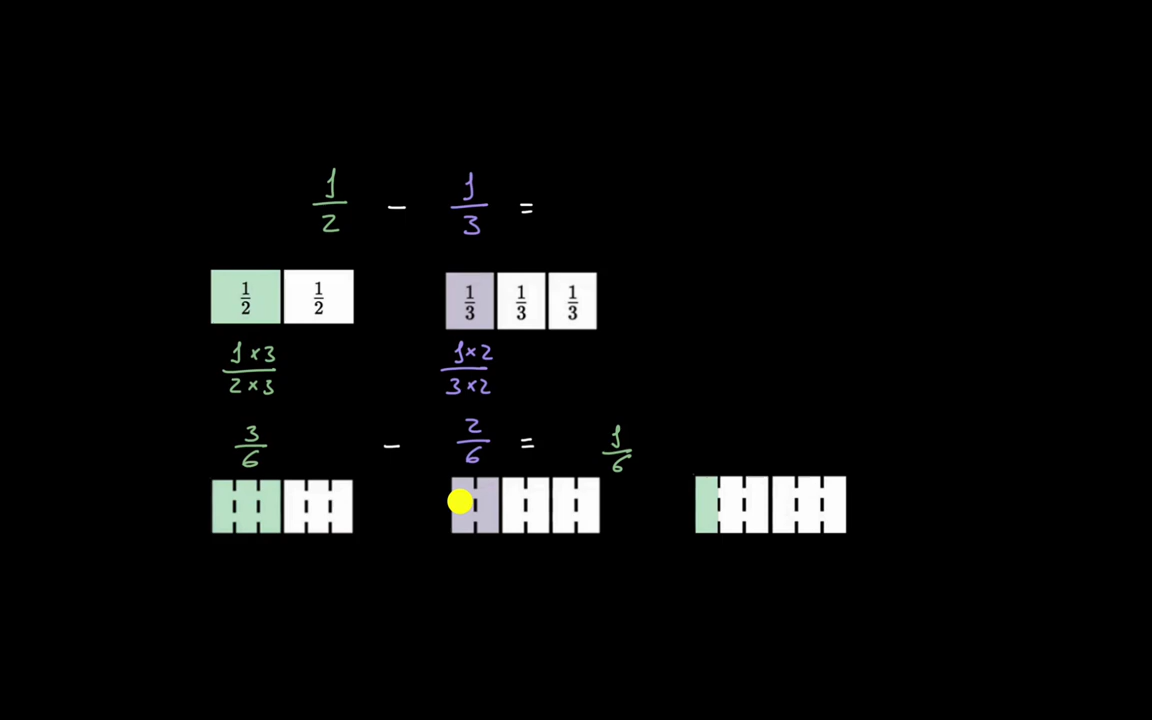 1/2 - 1/3 =
1/2 1/2 1/3 1/3 1/3
1×3/2×3 1×2/3×2
3/6 - 2/6 = 1/6